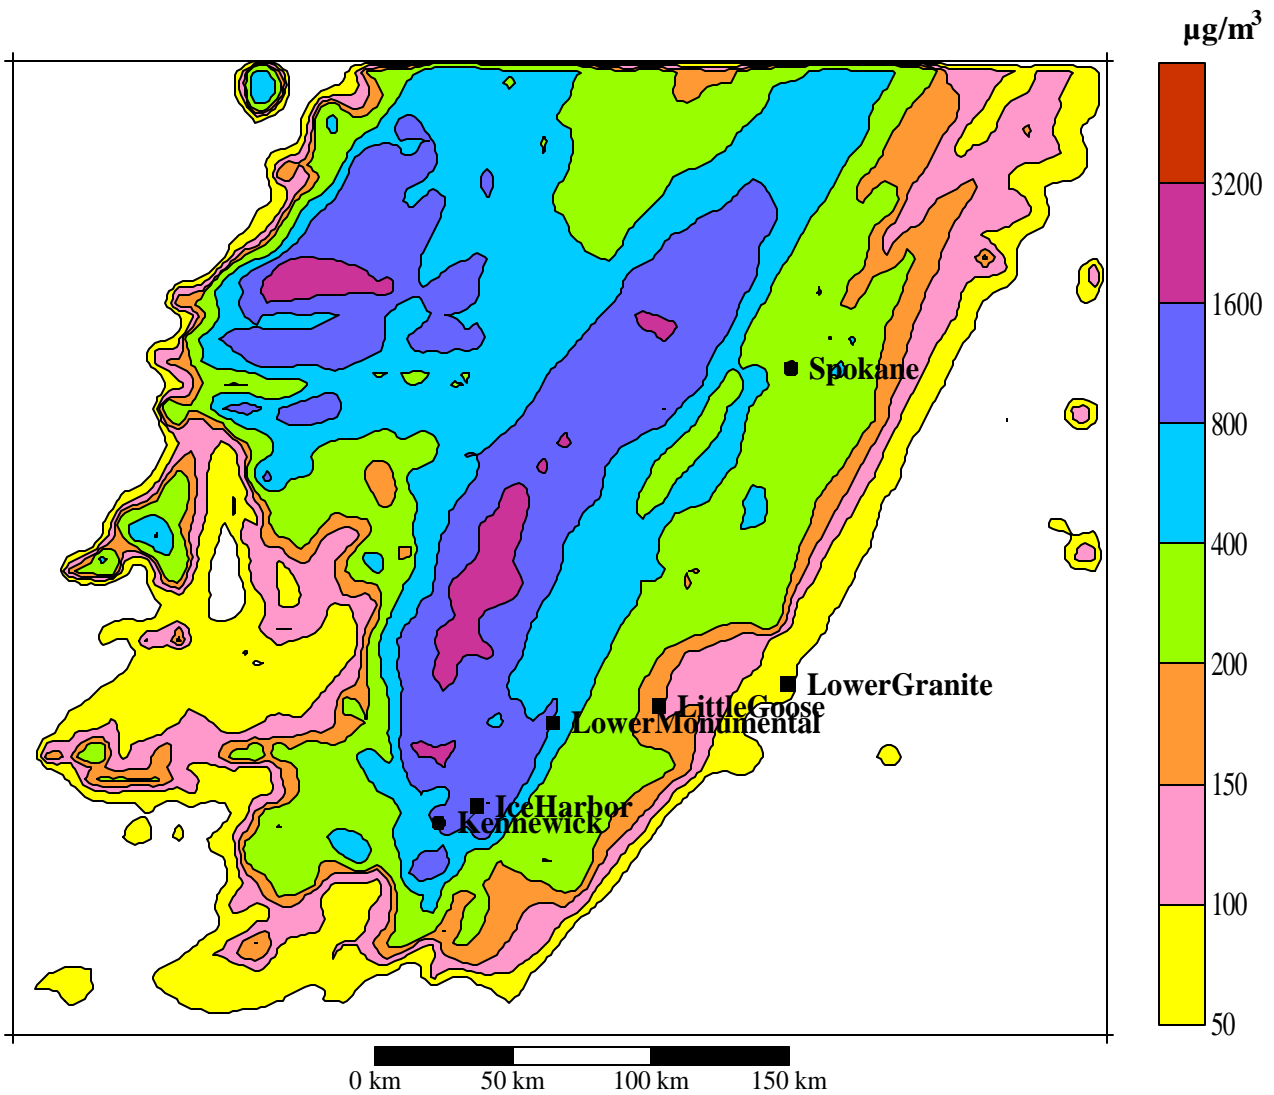 µg/m3
3200
1600
800
400
200
150
100
50
Spokane
LowerGranite
LittleGoose
LowerMonumental
IceHarbor
Kennewick
0 km
50 km
100 km
150 km